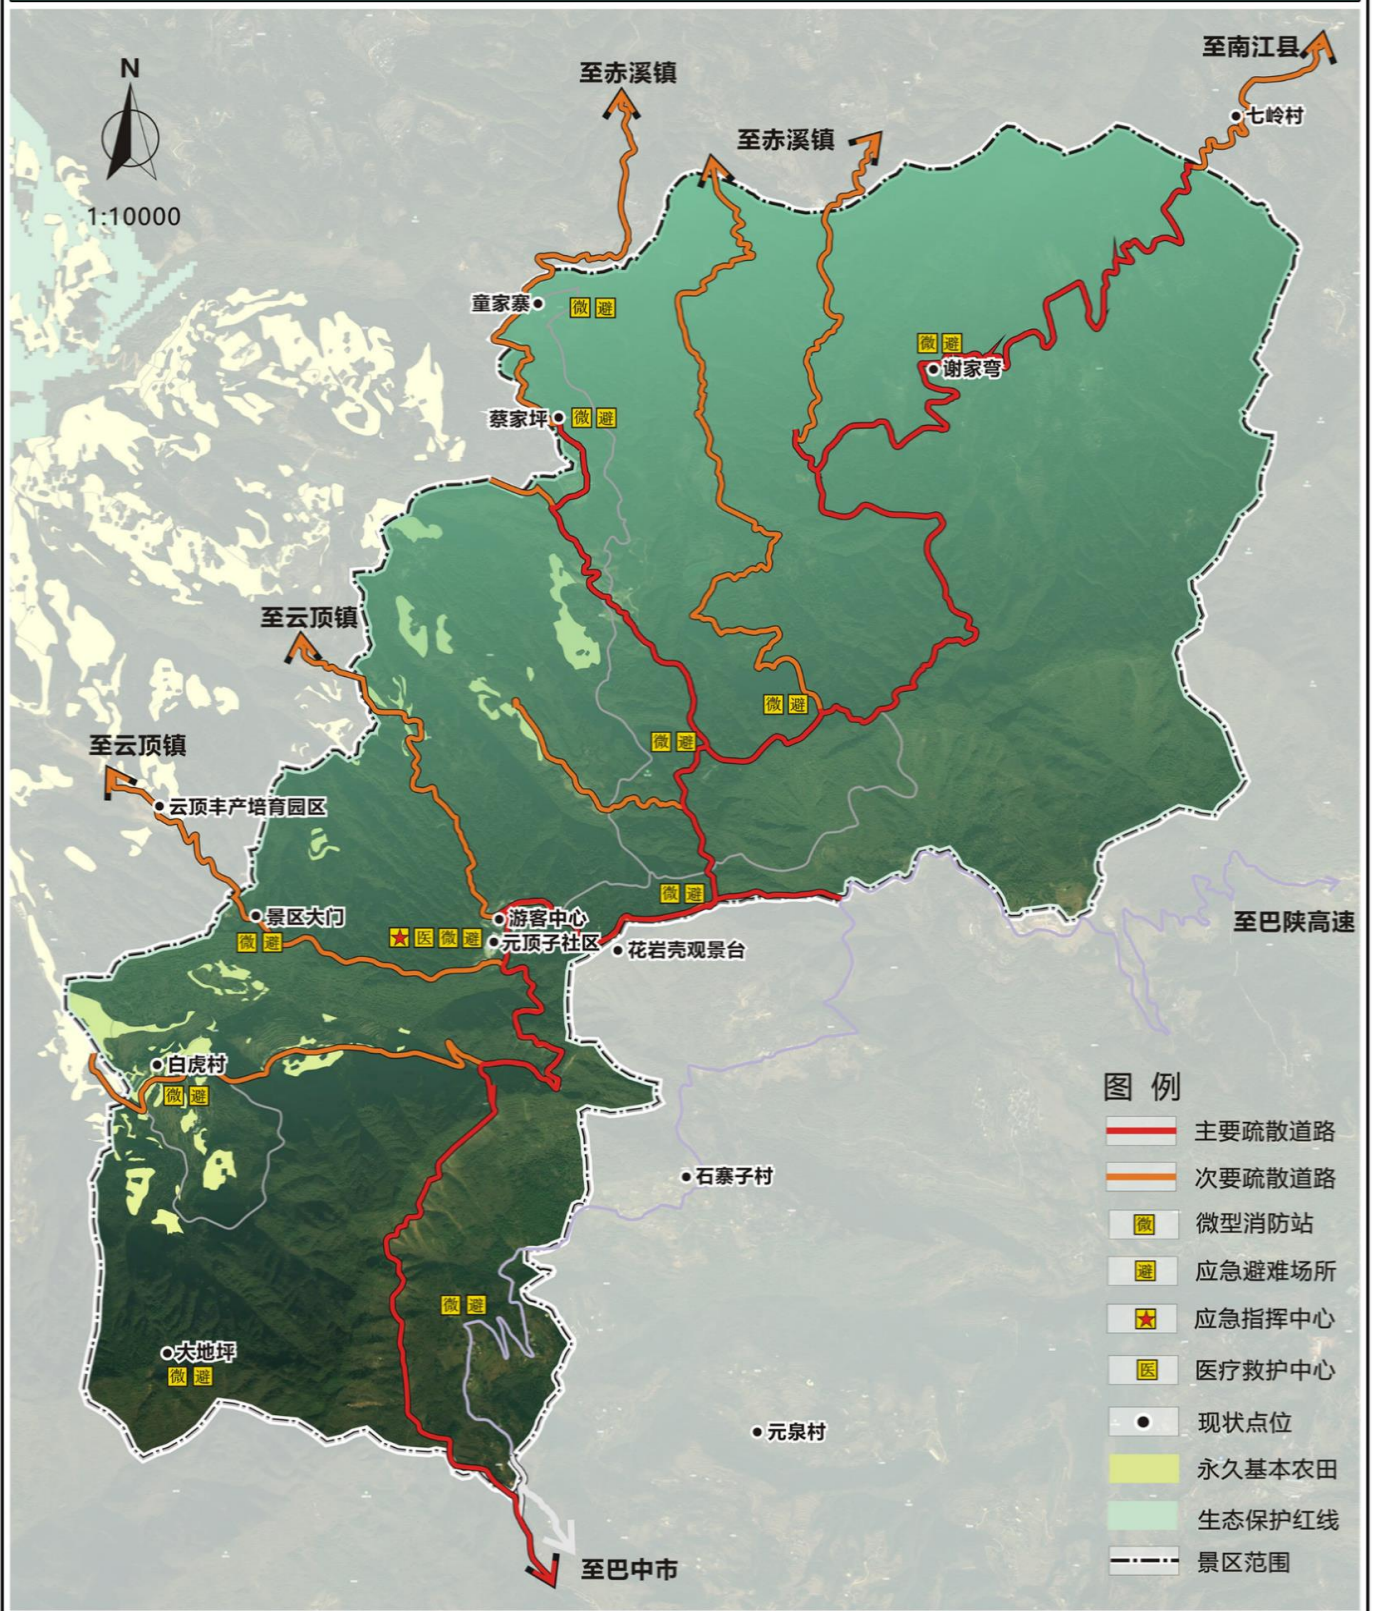 至南江县
N
至赤溪镇
七岭村
至赤溪镇
1:10000
童家寨
微 避
微 避
谢家弯
蔡家坪
微 避
至云顶镇
微 避
微 避
至云顶镇
云顶丰产培育园区
微 避
景区大门
游客中心
至巴陕高速
微 避
医 微 避
元顶子社区
花岩壳观景台
白虎村
微 避
图 例
主要疏散道路
石寨子村
次要疏散道路
微 微型消防站
避 应急避难场所
微 避
应急指挥中心
大地坪
微 避
医 医疗救护中心
现状点位
元泉村
永久基本农田
生态保护红线
景区范围
至巴中市